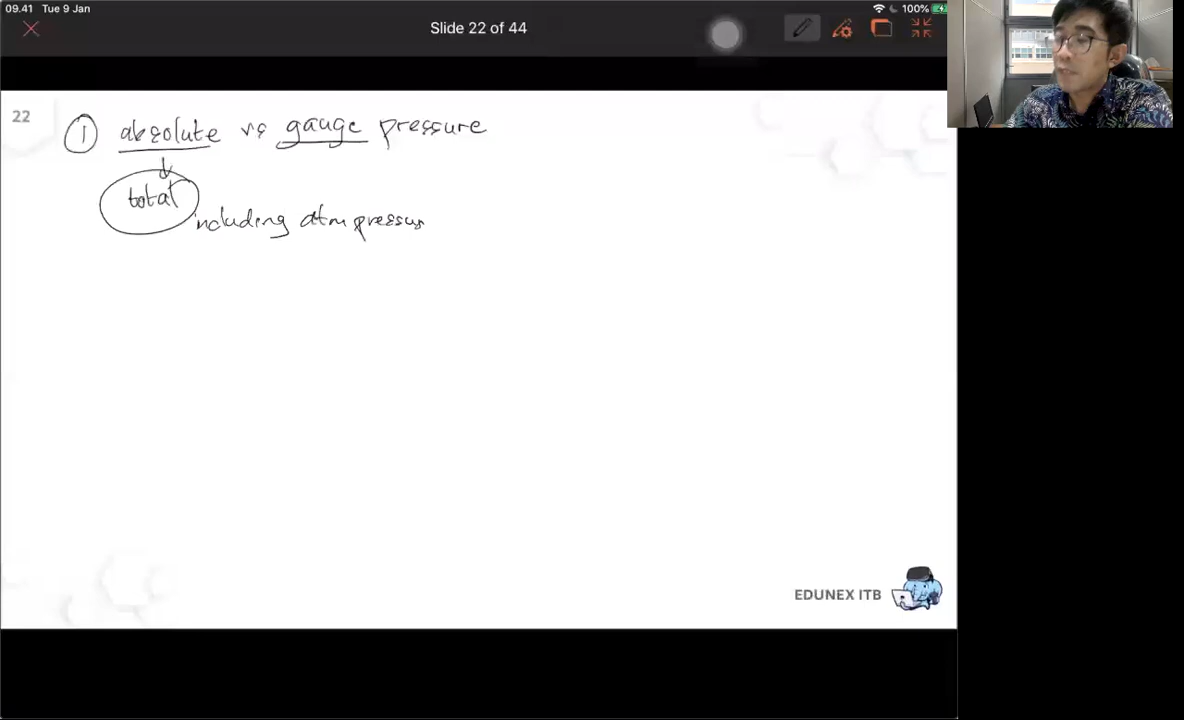 09.41 Tue 9 Jan
100%
Slide 22 of 44
22
1 absolute vs gauge pressure
total
including atm pressur
EDUNEX ITB